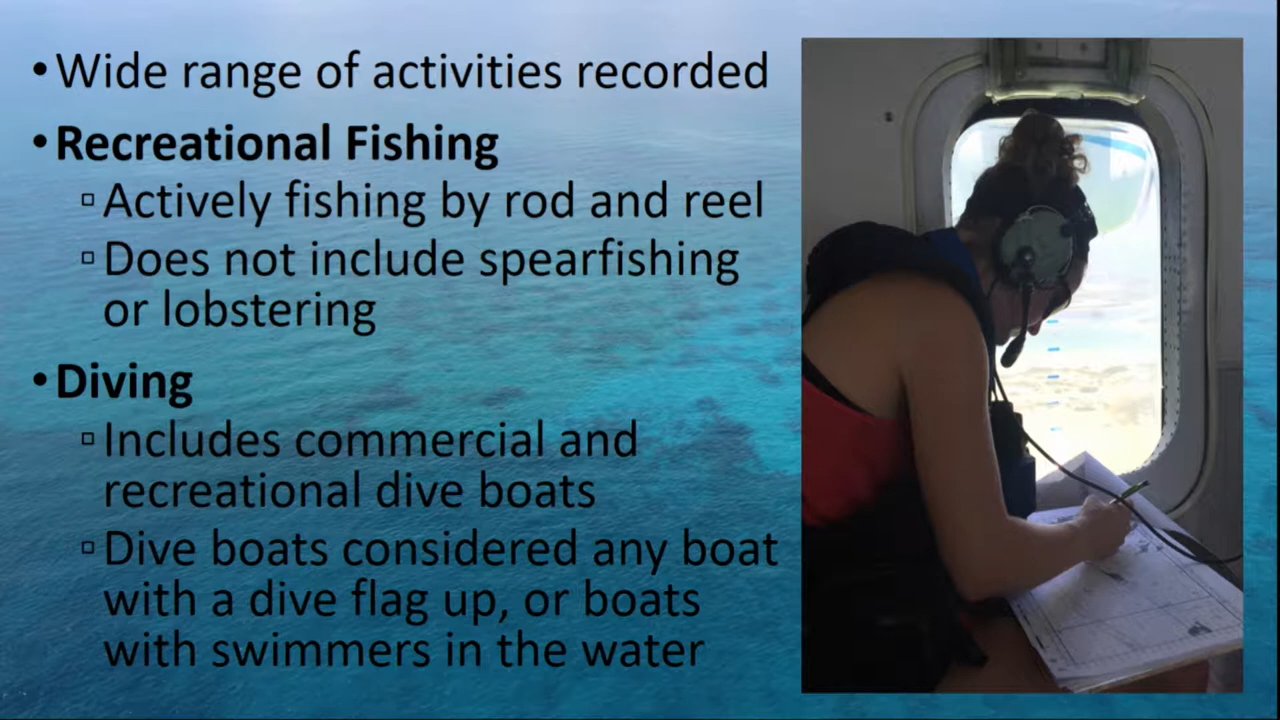 • Wide range of activities recorded
• Recreational Fishing
▫ Actively fishing by rod and reel
▫ Does not include spearfishing
or lobstering
• Diving
▫ Includes commercial and
recreational dive boats
▫ Dive boats considered any boat
with a dive flag up, or boats
with swimmers in the water